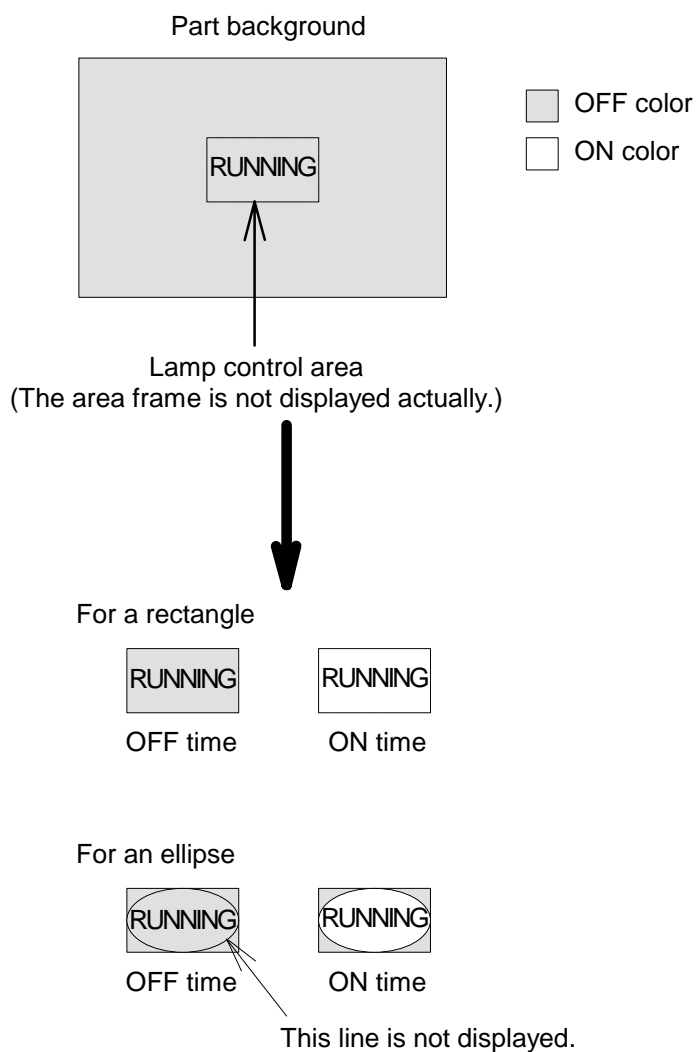 Part background
OFF color
ON color
RUNNING
Lamp control area
(The area frame is not displayed actually.)
For a rectangle
RUNNING
RUNNING
OFF time
ON time
For an ellipse
RUNNING
RUNNING
OFF time
ON time
This line is not displayed.